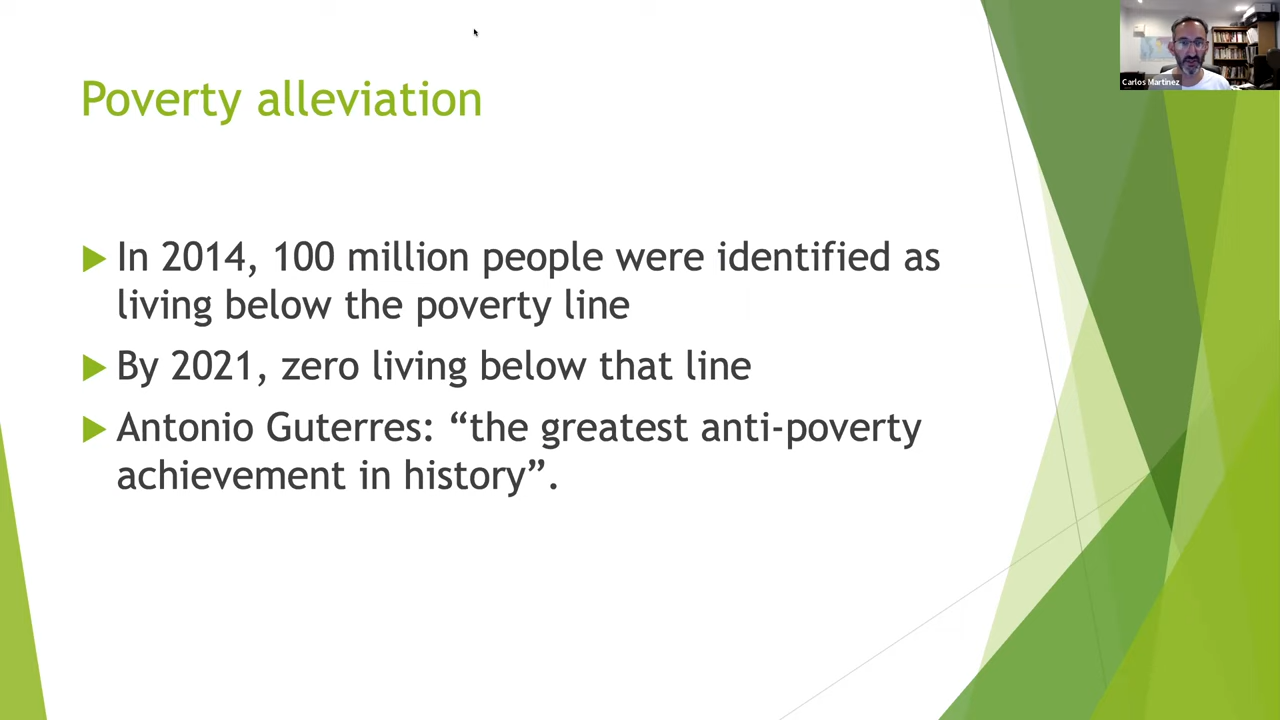 Poverty alleviation
In 2014, 100 million people were identified as
living below the poverty line
By 2021, zero living below that line
Antonio Guterres: “the greatest anti-poverty
achievement in history”.
Carlos Martinez